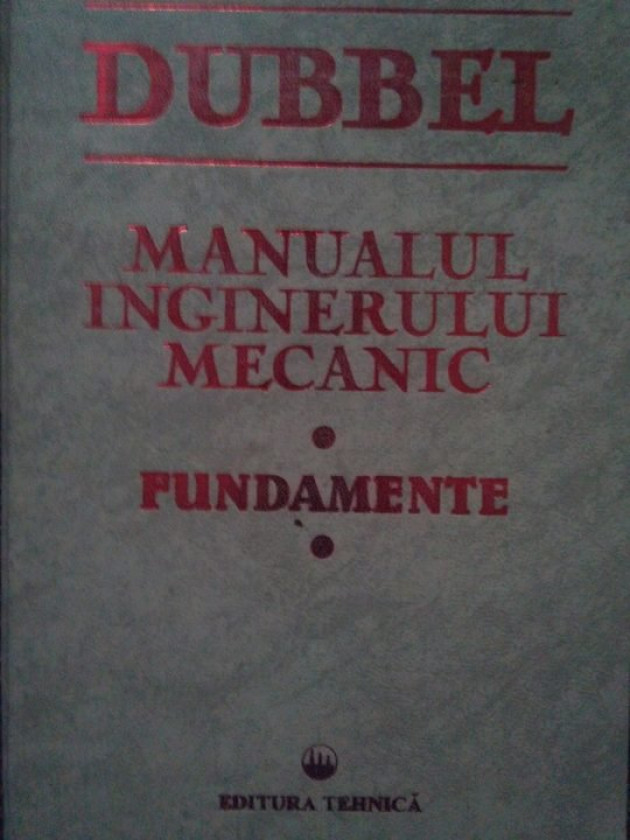 DUBBEL
MANUALUL
INGINERULUI
MECANIC
FUNDAMENTE
EDITURA TEHNICĂ